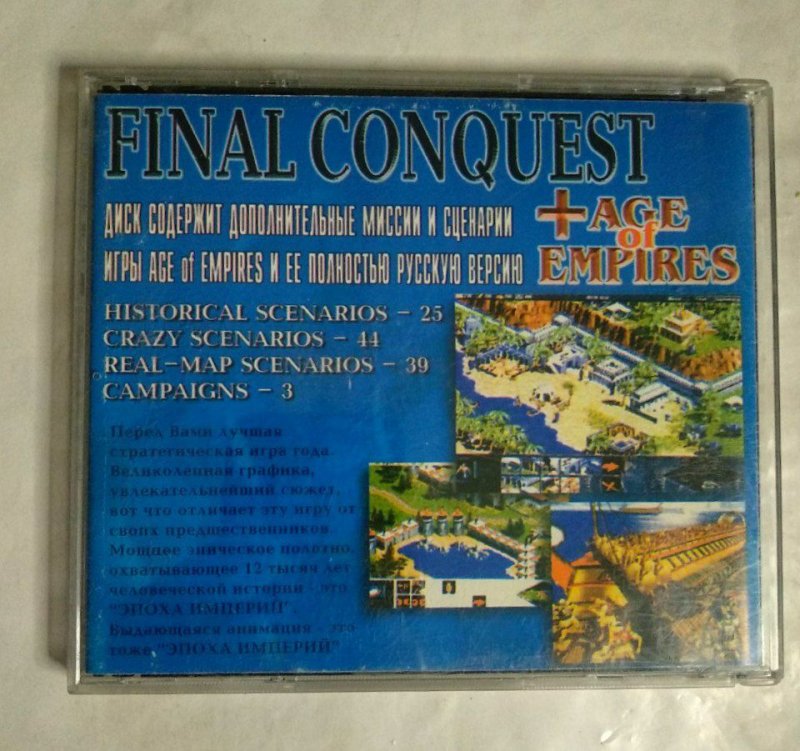 FINAL CONQUEST
ДИСК СОДЕРЖИТ ДОПОЛНИТЕЛЬНЫЕ МИССИИ И СЦЕНАРИИ
ИГРЫ AGE of EMPIRES И ЕЕ ПОЛНОСТЬЮ РУССКУЮ ВЕРСИЮ
+ AGE
of
EMPIRES
HISTORICAL SCENARIOS – 25
CRAZY SCENARIOS – 44
REAL-MAP SCENARIOS – 39
CAMPAIGNS – 3
Перед Вами лучшая
стратегическая игра года.
Великолепная графика,
увлекательнейший сюжет,
вот что отличает эту игру от
своих предшественников.
Мощное эпическое полотно,
охватывающее 12 тысяч лет
человеческой истории - это
"ЭПОХА ИМПЕРИЙ".
Выдающаяся анимация - это
тоже "ЭПОХА ИМПЕРИЙ"